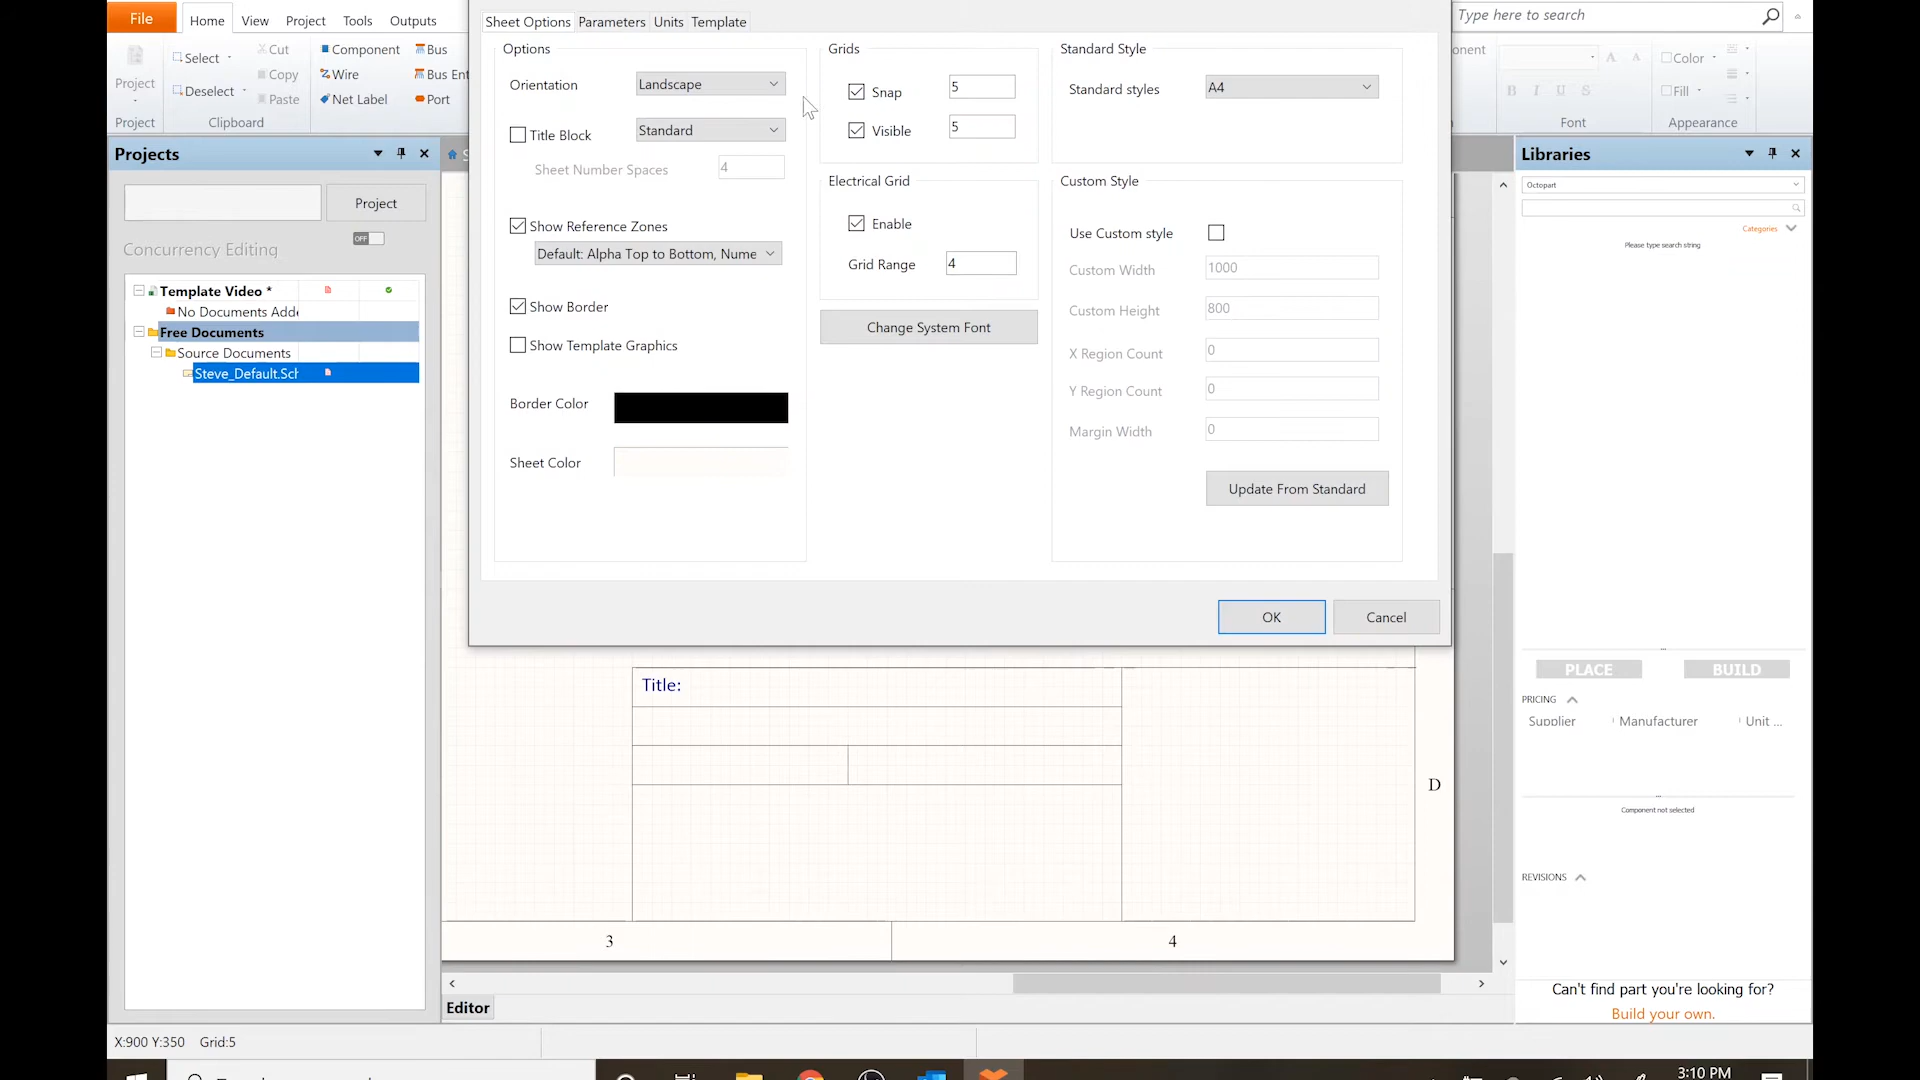 File
Home
View
Project
Tools
Outputs
Type here to search
Select
Deselect
Cut
Copy
Paste
Component
Wire
Net Label
Bus
Bus Ent
Port
Project
Project
Clipboard
onent
Color
Fill
B I U S
A A
Font
Appearance
Projects
Project
OFF
Concurrency Editing
Template Video *
No Documents Adde
Free Documents
Source Documents
Steve_Default.Sch
Sheet Options
Parameters
Units
Template
Options
Orientation
Landscape
Title Block
Standard
Sheet Number Spaces
4
Show Reference Zones
Default: Alpha Top to Bottom, Nume
Show Border
Show Template Graphics
Border Color
Sheet Color
Grids
Snap
5
Visible
5
Electrical Grid
Enable
Grid Range
4
Change System Font
Standard Style
Standard styles
A4
Custom Style
Use Custom style
Custom Width
1000
Custom Height
800
X Region Count
0
Y Region Count
0
Margin Width
0
Update From Standard
OK
Cancel
Title:
D
3
4
Editor
Libraries
Octopart
Categories
Please type search string
PLACE
BUILD
PRICING
Supplier
Manufacturer
Unit ...
Component not selected
REVISIONS
Can't find part you're looking for?
Build your own.
X:900 Y:350
Grid:5
3:10 PM